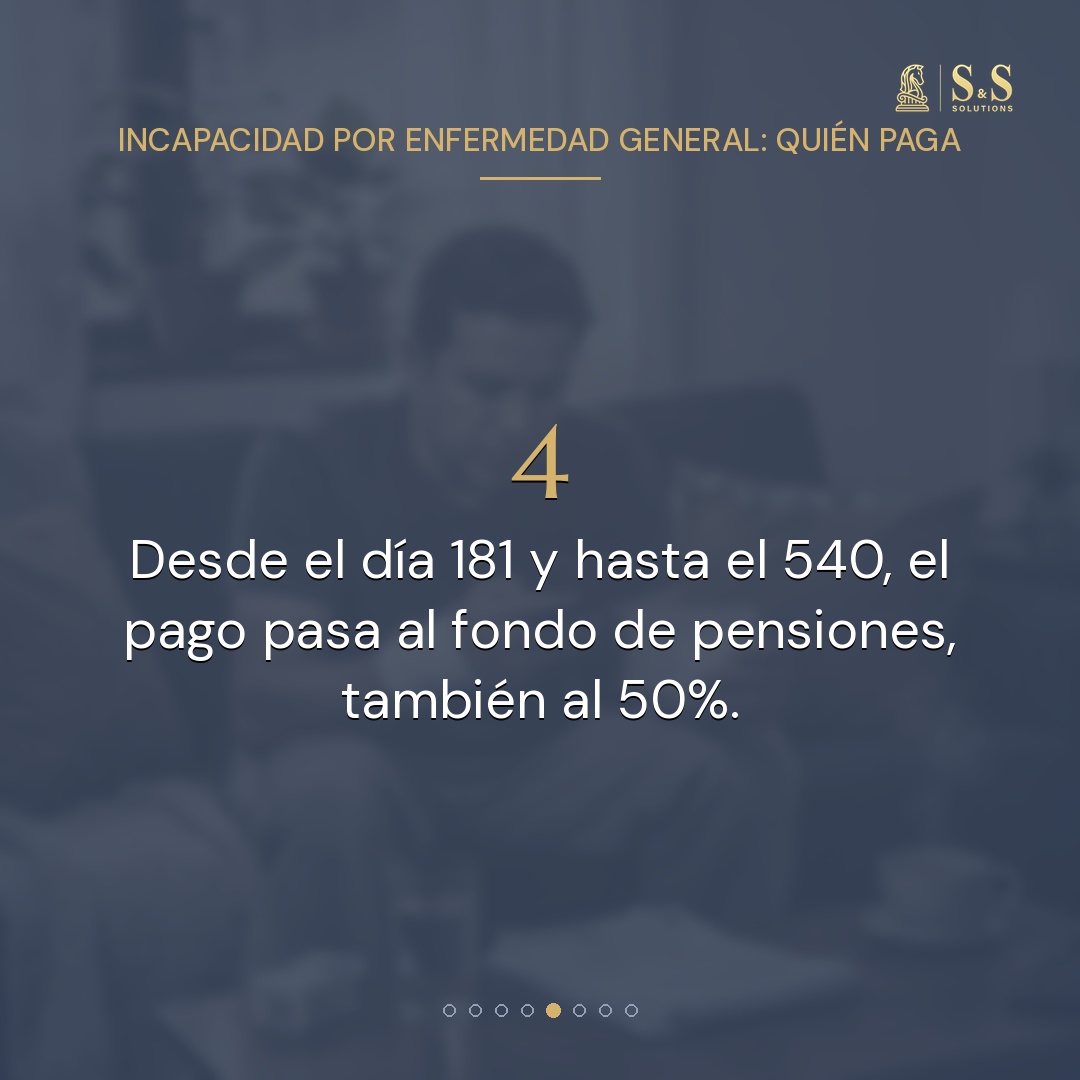 S&S
SOLUTIONS
INCAPACIDAD POR ENFERMEDAD GENERAL: QUIÉN PAGA
4
Desde el día 181 y hasta el 540, el
pago pasa al fondo de pensiones,
también al 50%.